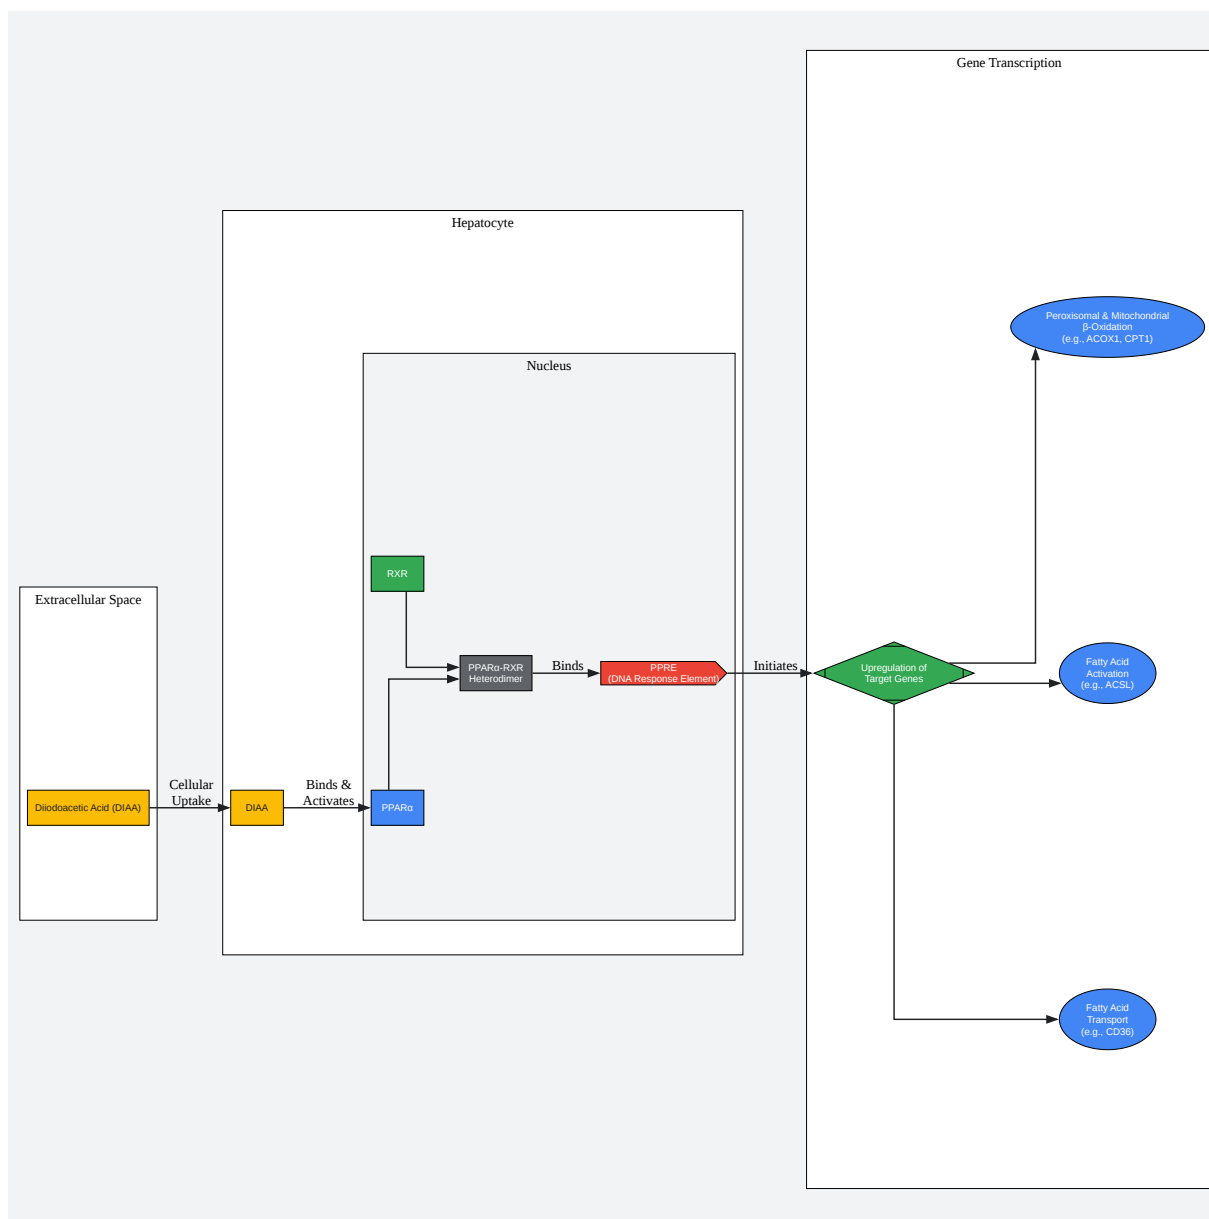 Gene Transcription
Hepatocyte
Peroxisomal & Mitochondrial
β-Oxidation
(e.g., ACOX1, CPT1)
Nucleus
RXR
Extracellular Space
PPARα-RXR
Heterodimer
Binds
PPRE
(DNA Response Element)
Initiates
Upregulation of
Target Genes
Fatty Acid
Activation
(e.g., ACSL)
Diiodoacetic Acid (DIAA)
Cellular
Uptake
DIAA
Binds &
Activates
PPARα
Fatty Acid
Transport
(e.g., CD36)